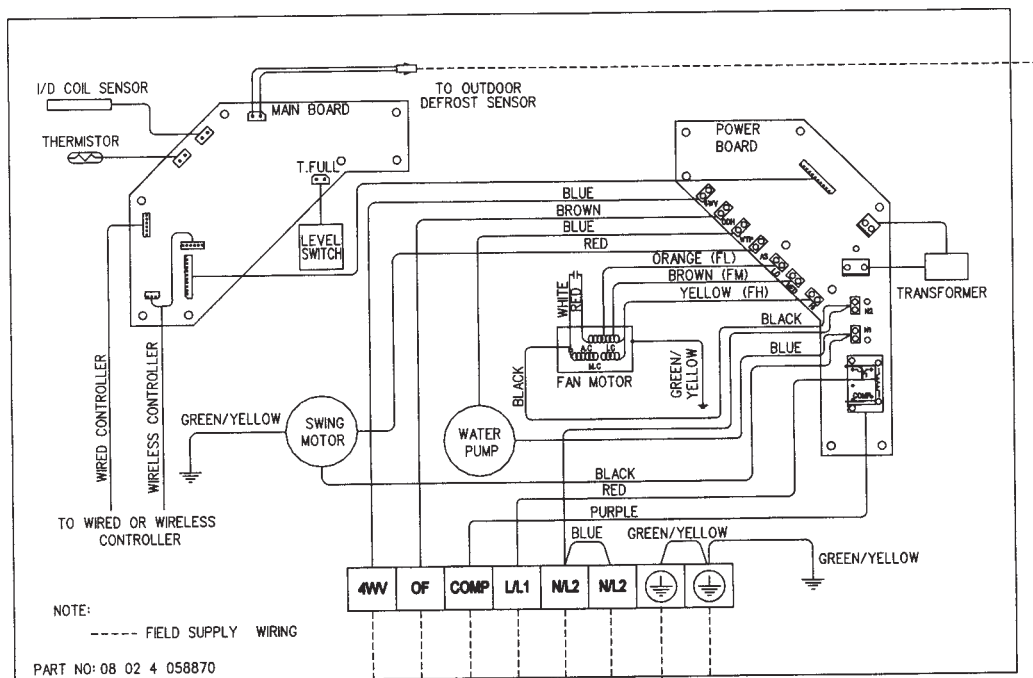 I/D COIL SENSOR
TO OUTDOOR
DEFROST SENSOR
MAIN BOARD
THERMISTOR
POWER
BOARD
T.FULL
LEVEL
SWITCH
BLUE
BROWN
BLUE
RED
ORANGE (FL)
BROWN (FM)
YELLOW (FH)
TRANSFORMER
WHITE
RED
BLACK
N2
BLUE
N1
A.C
M.C
FAN MOTOR
BLACK
GREEN/
YELLOW
COMP
WIRED CONTROLLER
WIRELESS CONTROLLER
GREEN/YELLOW
SWING
MOTOR
WATER
PUMP
BLACK
RED
PURPLE
TO WIRED OR WIRELESS
CONTROLLER
BLUE
GREEN/YELLOW
GREEN/YELLOW
4WV
OF
COMP
L/L1
N/L2
N/L2
NOTE:
----- FIELD SUPPLY WIRING
PART NO: 08 02 4 058870